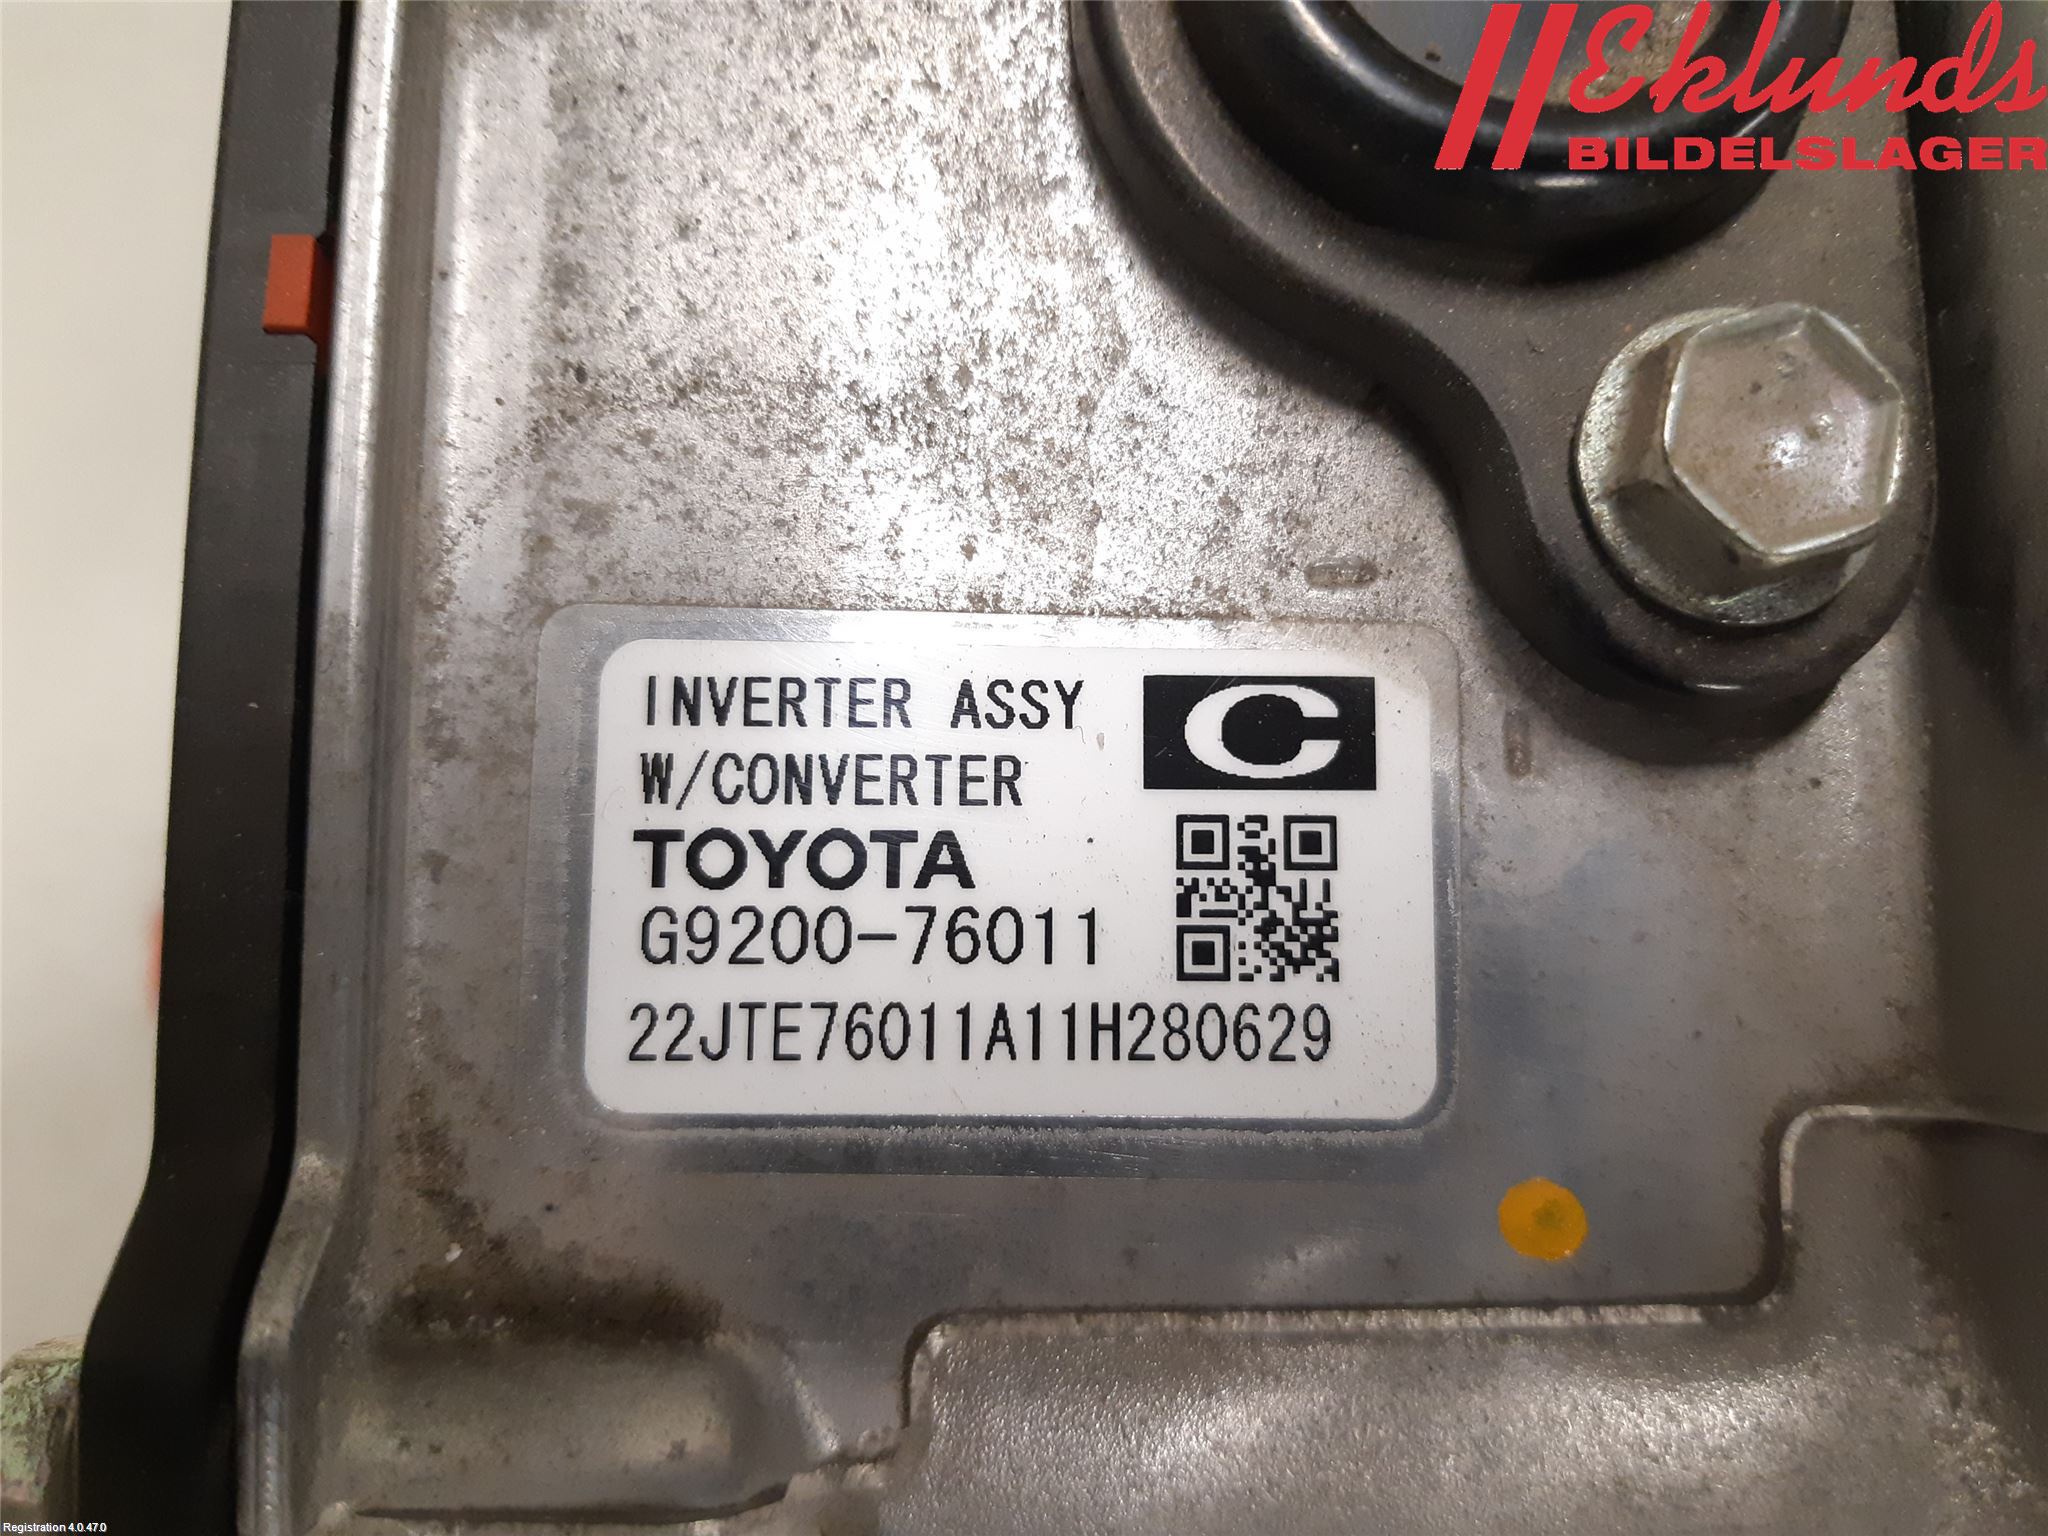 Eklunds
BILDELSLAGER
INVERTER ASSY
W/CONVERTER
C
TOYOTA
G9200-76011
22JTE76011A11H280629
Registration 4.0.47.0